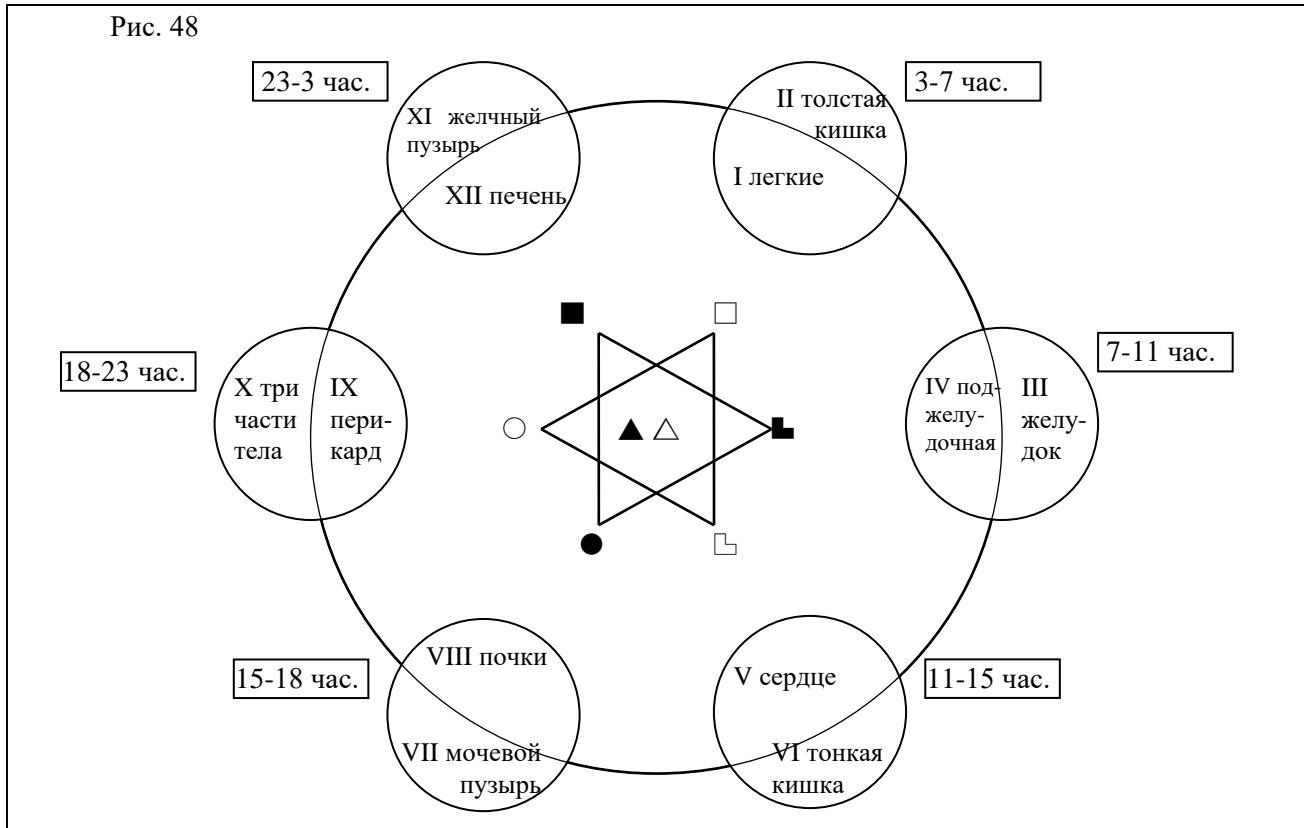 Рис. 48
23-3 час.
3-7 час.
XI желчный
пузырь
XII печень
II толстая
кишка
I легкие
18-23 час.
X три
части
тела
IX
пери-
кард
7-11 час.
IV под-
желу-
дочная
III
желу-
док
15-18 час.
VIII почки
VII мочевой
пузырь
11-15 час.
V сердце
VI тонкая
кишка